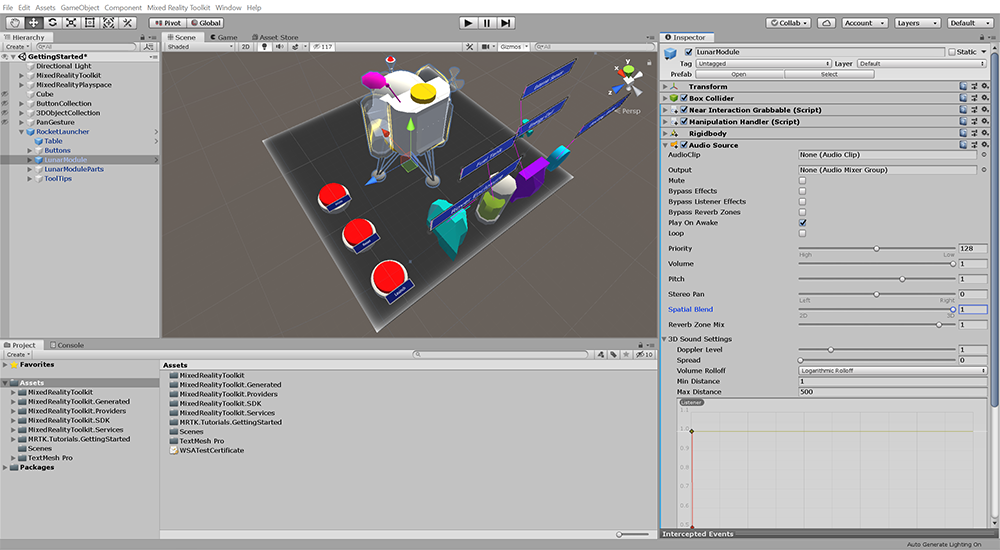 File Edit Assets GameObject Component Mixed Reality Toolkit Window Help
Pivot Global Collab Account Layers Default
Hierarchy
Create All
GettingStarted*
Directional Light
MixedRealityToolkit
MixedRealityPlayspace
Cube
ButtonCollection
3DObjectCollection
PanGesture
RocketLauncher
Table
Buttons
LunarModule
LunarModuleParts
ToolTips
Scene Game Asset Store
Shaded 2D 117 Gizmos All
y
x
z
Persp
Fuel Tank
Inspector
LunarModule Static
Tag Untagged Layer Default
Prefab Open Select
Transform
Box Collider
Near Interaction Grabbable (Script)
Manipulation Handler (Script)
Rigidbody
Audio Source
AudioClip None (Audio Clip)
Output None (Audio Mixer Group)
Mute
Bypass Effects
Bypass Listener Effects
Bypass Reverb Zones
Play On Awake
Loop
Priority 128
High Low
Volume 1
Pitch 1
Stereo Pan 0
Left Right
Spatial Blend 1
2D 3D
Reverb Zone Mix 1
3D Sound Settings
Doppler Level 1
Spread 0
Volume Rolloff Logarithmic Rolloff
Min Distance 1
Max Distance 500
Listener
1.1
1.0
0.9
0.8
0.7
0.6
0.5
Intercepted Events
Project Console
Create 10
Favorites
Assets
MixedRealityToolkit
MixedRealityToolkit.Generated
MixedRealityToolkit.Providers
MixedRealityToolkit.SDK
MixedRealityToolkit.Services
MRTK.Tutorials.GettingStarted
Scenes
TextMesh Pro
Packages
Assets
MixedRealityToolkit
MixedRealityToolkit.Generated
MixedRealityToolkit.Providers
MixedRealityToolkit.SDK
MixedRealityToolkit.Services
MRTK.Tutorials.GettingStarted
Scenes
TextMesh Pro
WSATestCertificate
Auto Generate Lighting On